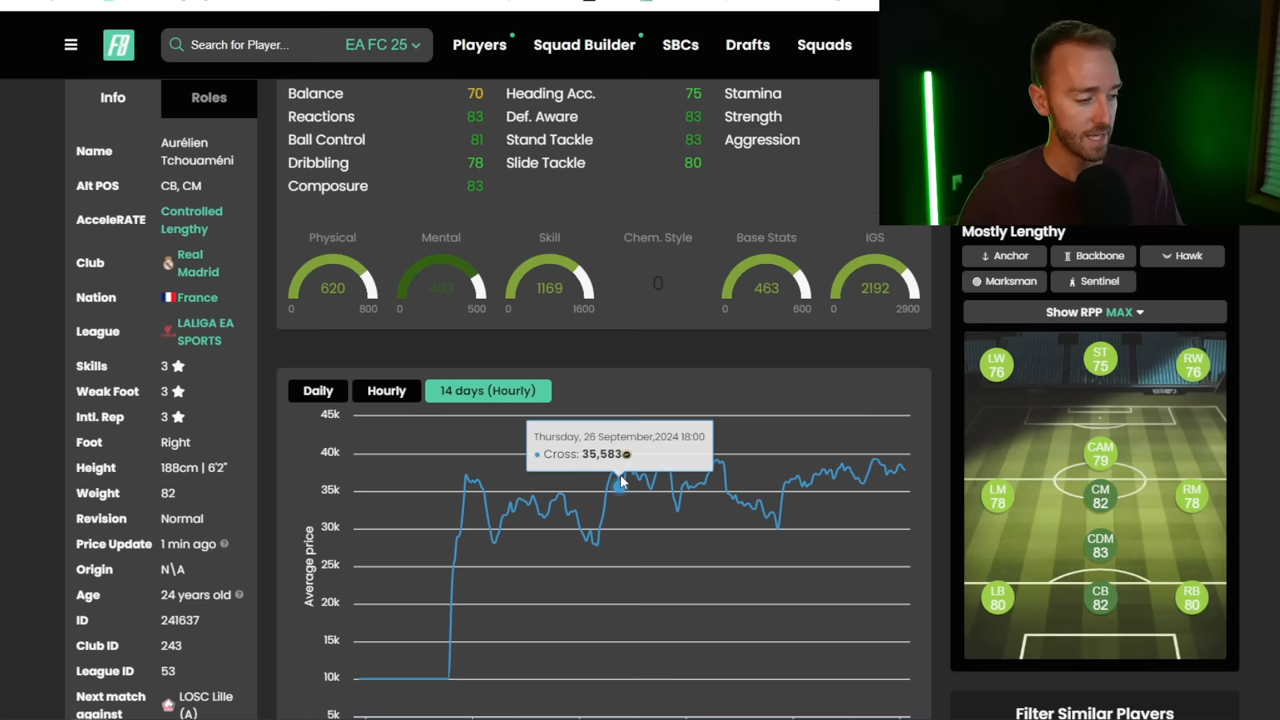 F8 Search for Player... EA FC 25 Players Squad Builder SBCs Drafts Squads
Info Roles
Name Aurélien Tchouaméni
Alt POS CB, CM
AcceleRATE Controlled Lengthy
Club Real Madrid
Nation France
League LALIGA EA SPORTS
Skills 3
Weak Foot 3
Intl. Rep 3
Foot Right
Height 188cm | 6'2"
Weight 82
Revision Normal
Price Update 1 min ago
Origin N\A
Age 24 years old
ID 241637
Club ID 243
League ID 53
Next match against LOSC Lille (A)
Balance 70 Heading Acc. 75 Stamina
Reactions 83 Def. Aware 83 Strength
Ball Control 81 Stand Tackle 83 Aggression
Dribbling 78 Slide Tackle 80
Composure 83
Physical Mental Skill Chem. Style Base Stats IGS
620 493 1169 0 463 2192
0 800 0 500 0 1600 0 600 0 2900
Daily Hourly 14 days (Hourly)
45k
40k
35k
30k
25k
20k
15k
10k
5k
Average price
Thursday, 26 September,2024 18:00
Cross: 35,583
Mostly Lengthy
Anchor Backbone Hawk
Marksman Sentinel
Show RPP MAX
LW 76 ST 75 RW 76
CAM 79
LM 78 CM 82 RM 78
CDM 83
LB 80 CB 82 RB 80
Filter Similar Players